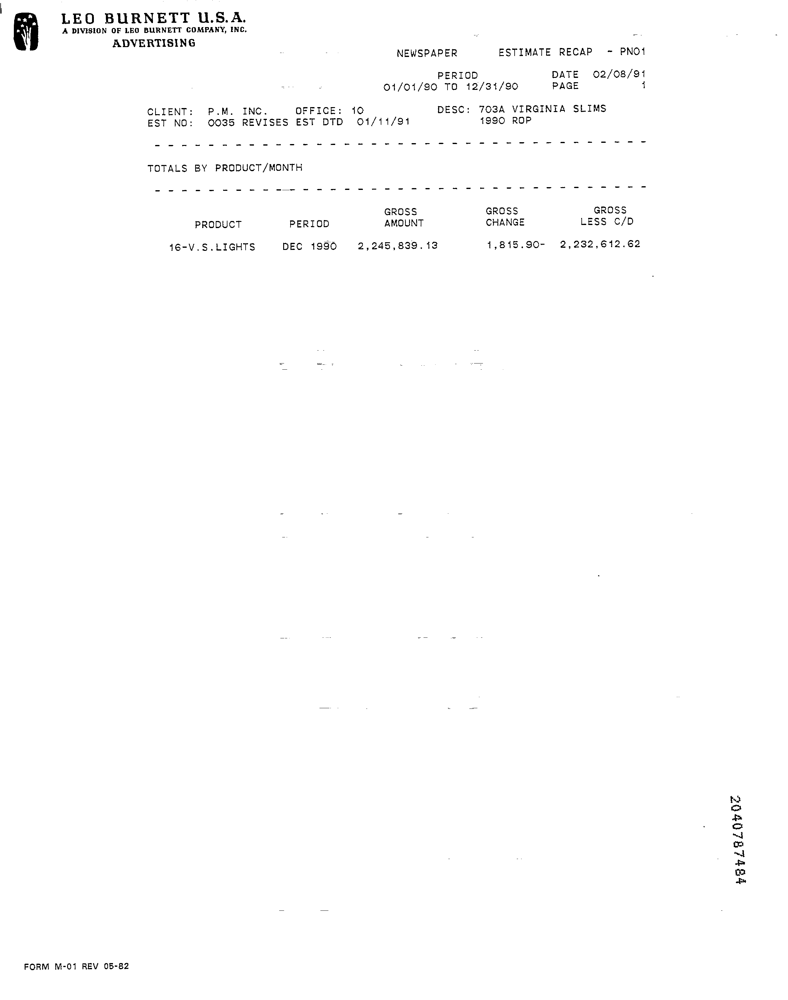 LEO BURNETT U.S.A.
A DIVISION OF LEO BURNETT COMPANY, INC.
ADVERTISING
NEWSPAPER ESTIMATE RECAP - PN01
PERIOD DATE 02/08/91
01/01/90 TO 12/31/90 PAGE 1
CLIENT: P.M. INC. OFFICE: 10 DESC: 703A VIRGINIA SLIMS
EST NO: 0035 REVISES EST DTD 01/11/91 1990 ROP
TOTALS BY PRODUCT/MONTH
GROSS GROSS GROSS
PRODUCT PERIOD AMOUNT CHANGE LESS C/D
16-V.S.LIGHTS DEC 1990 2,245,839.13 1,815.90- 2,232,612.62
2040787484
FORM M-01 REV 05-82